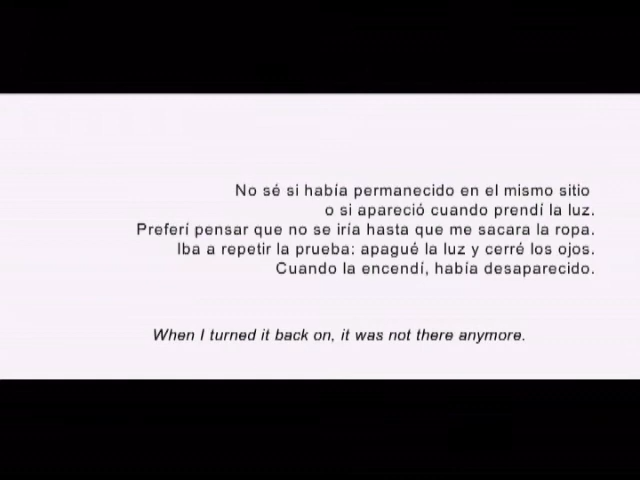 No sé si había permanecido en el mismo sitio
o si apareció cuando prendí la luz.
Preferí pensar que no se iría hasta que me sacara la ropa.
Iba a repetir la prueba: apagué la luz y cerré los ojos.
Cuando la encendí, había desaparecido.
When I turned it back on, it was not there anymore.